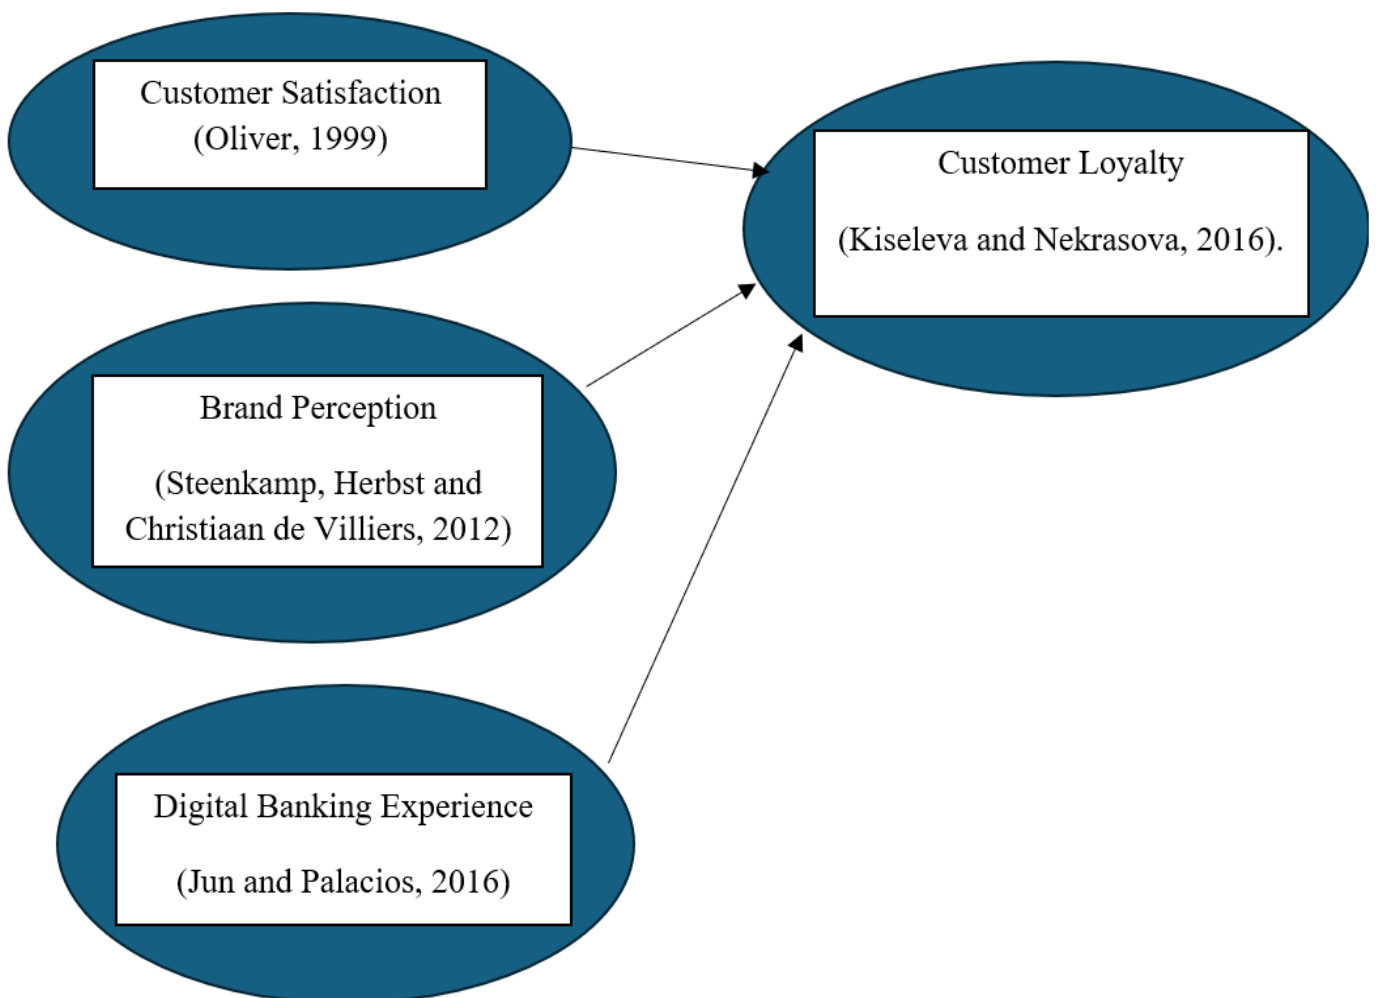 Customer Satisfaction
(Oliver, 1999)
Customer Loyalty
(Kiseleva and Nekrasova, 2016).
Brand Perception
(Steenkamp, Herbst and
Christiaan de Villiers, 2012)
Digital Banking Experience
(Jun and Palacios, 2016)